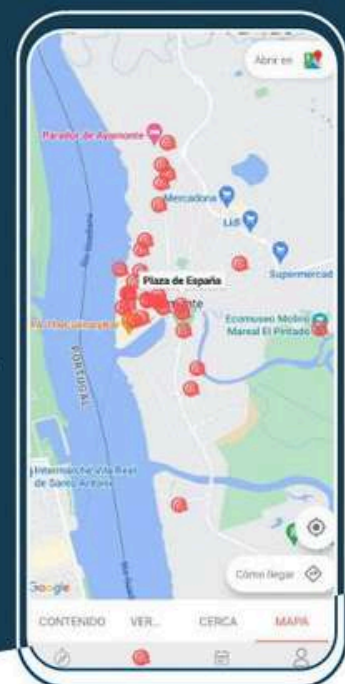 Abrir en
Parador de Ayamonte
Mercadona
Lidl
Plaza de España
Supermercad
Ecomuseo Molino
Mareal El Pintado
PORTUGAL
Intermarché Vila Real
de Santo António
Google
Cómo llegar
CONTENIDO VER... CERCA MAPA